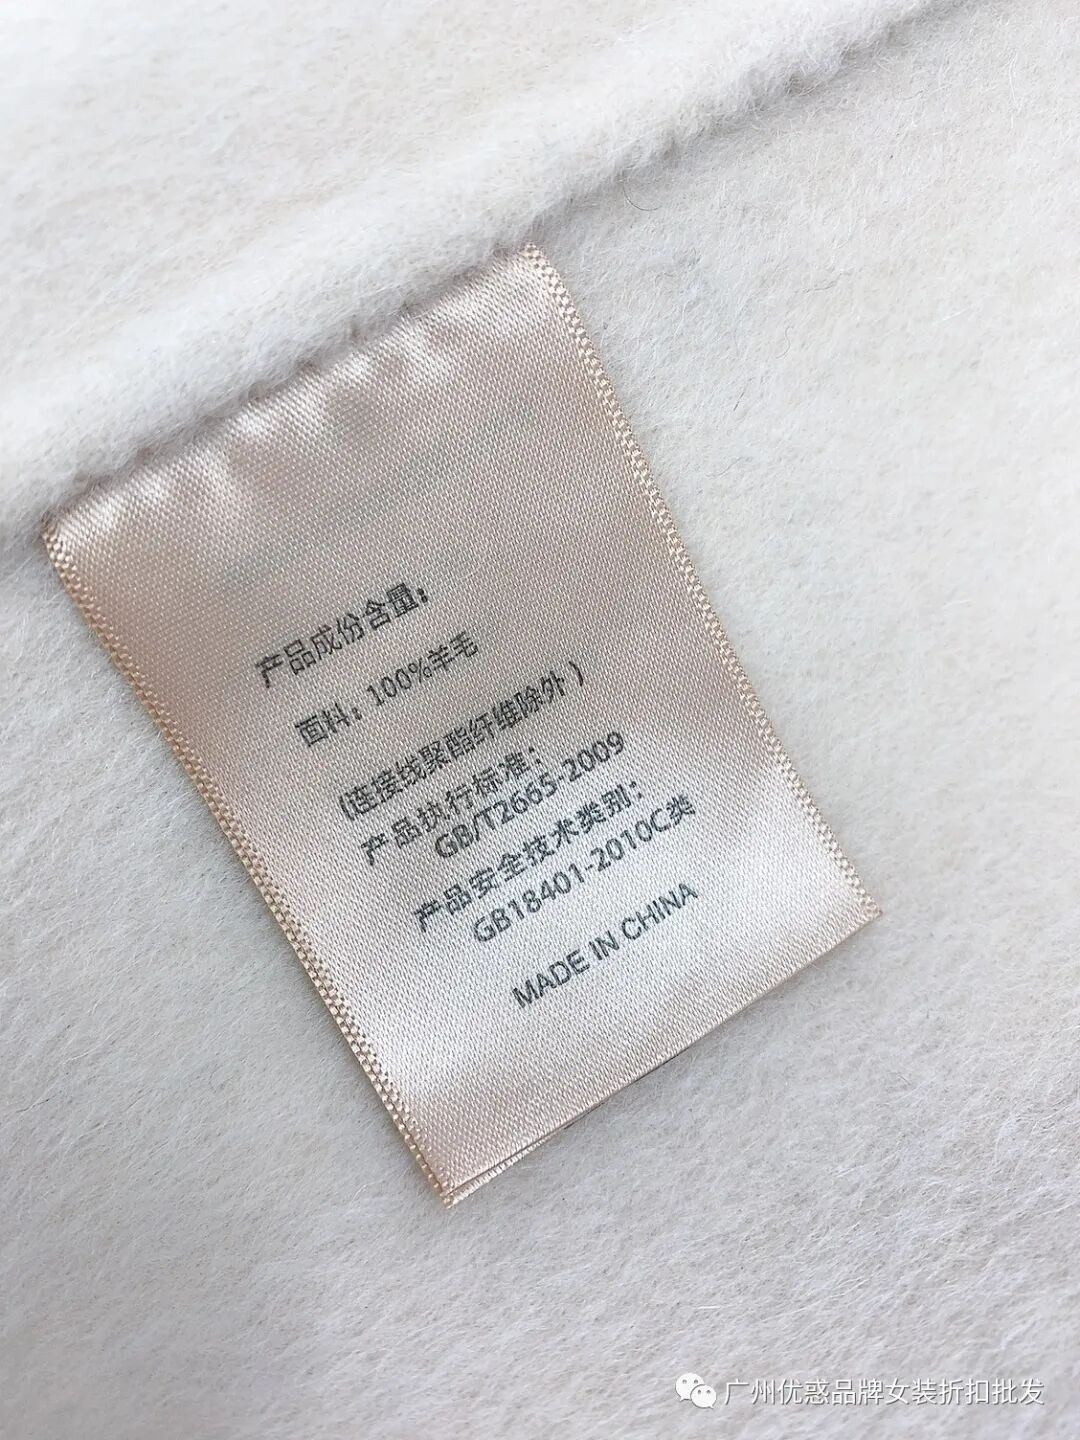 产品成份含量:
面料: 100%羊毛
(连接线聚酯纤维除外)
产品执行标准:
GB/T2665-2009
产品安全技术类别:
GB18401-2010C类
MADE IN CHINA
广州优惑品牌女装折扣批发